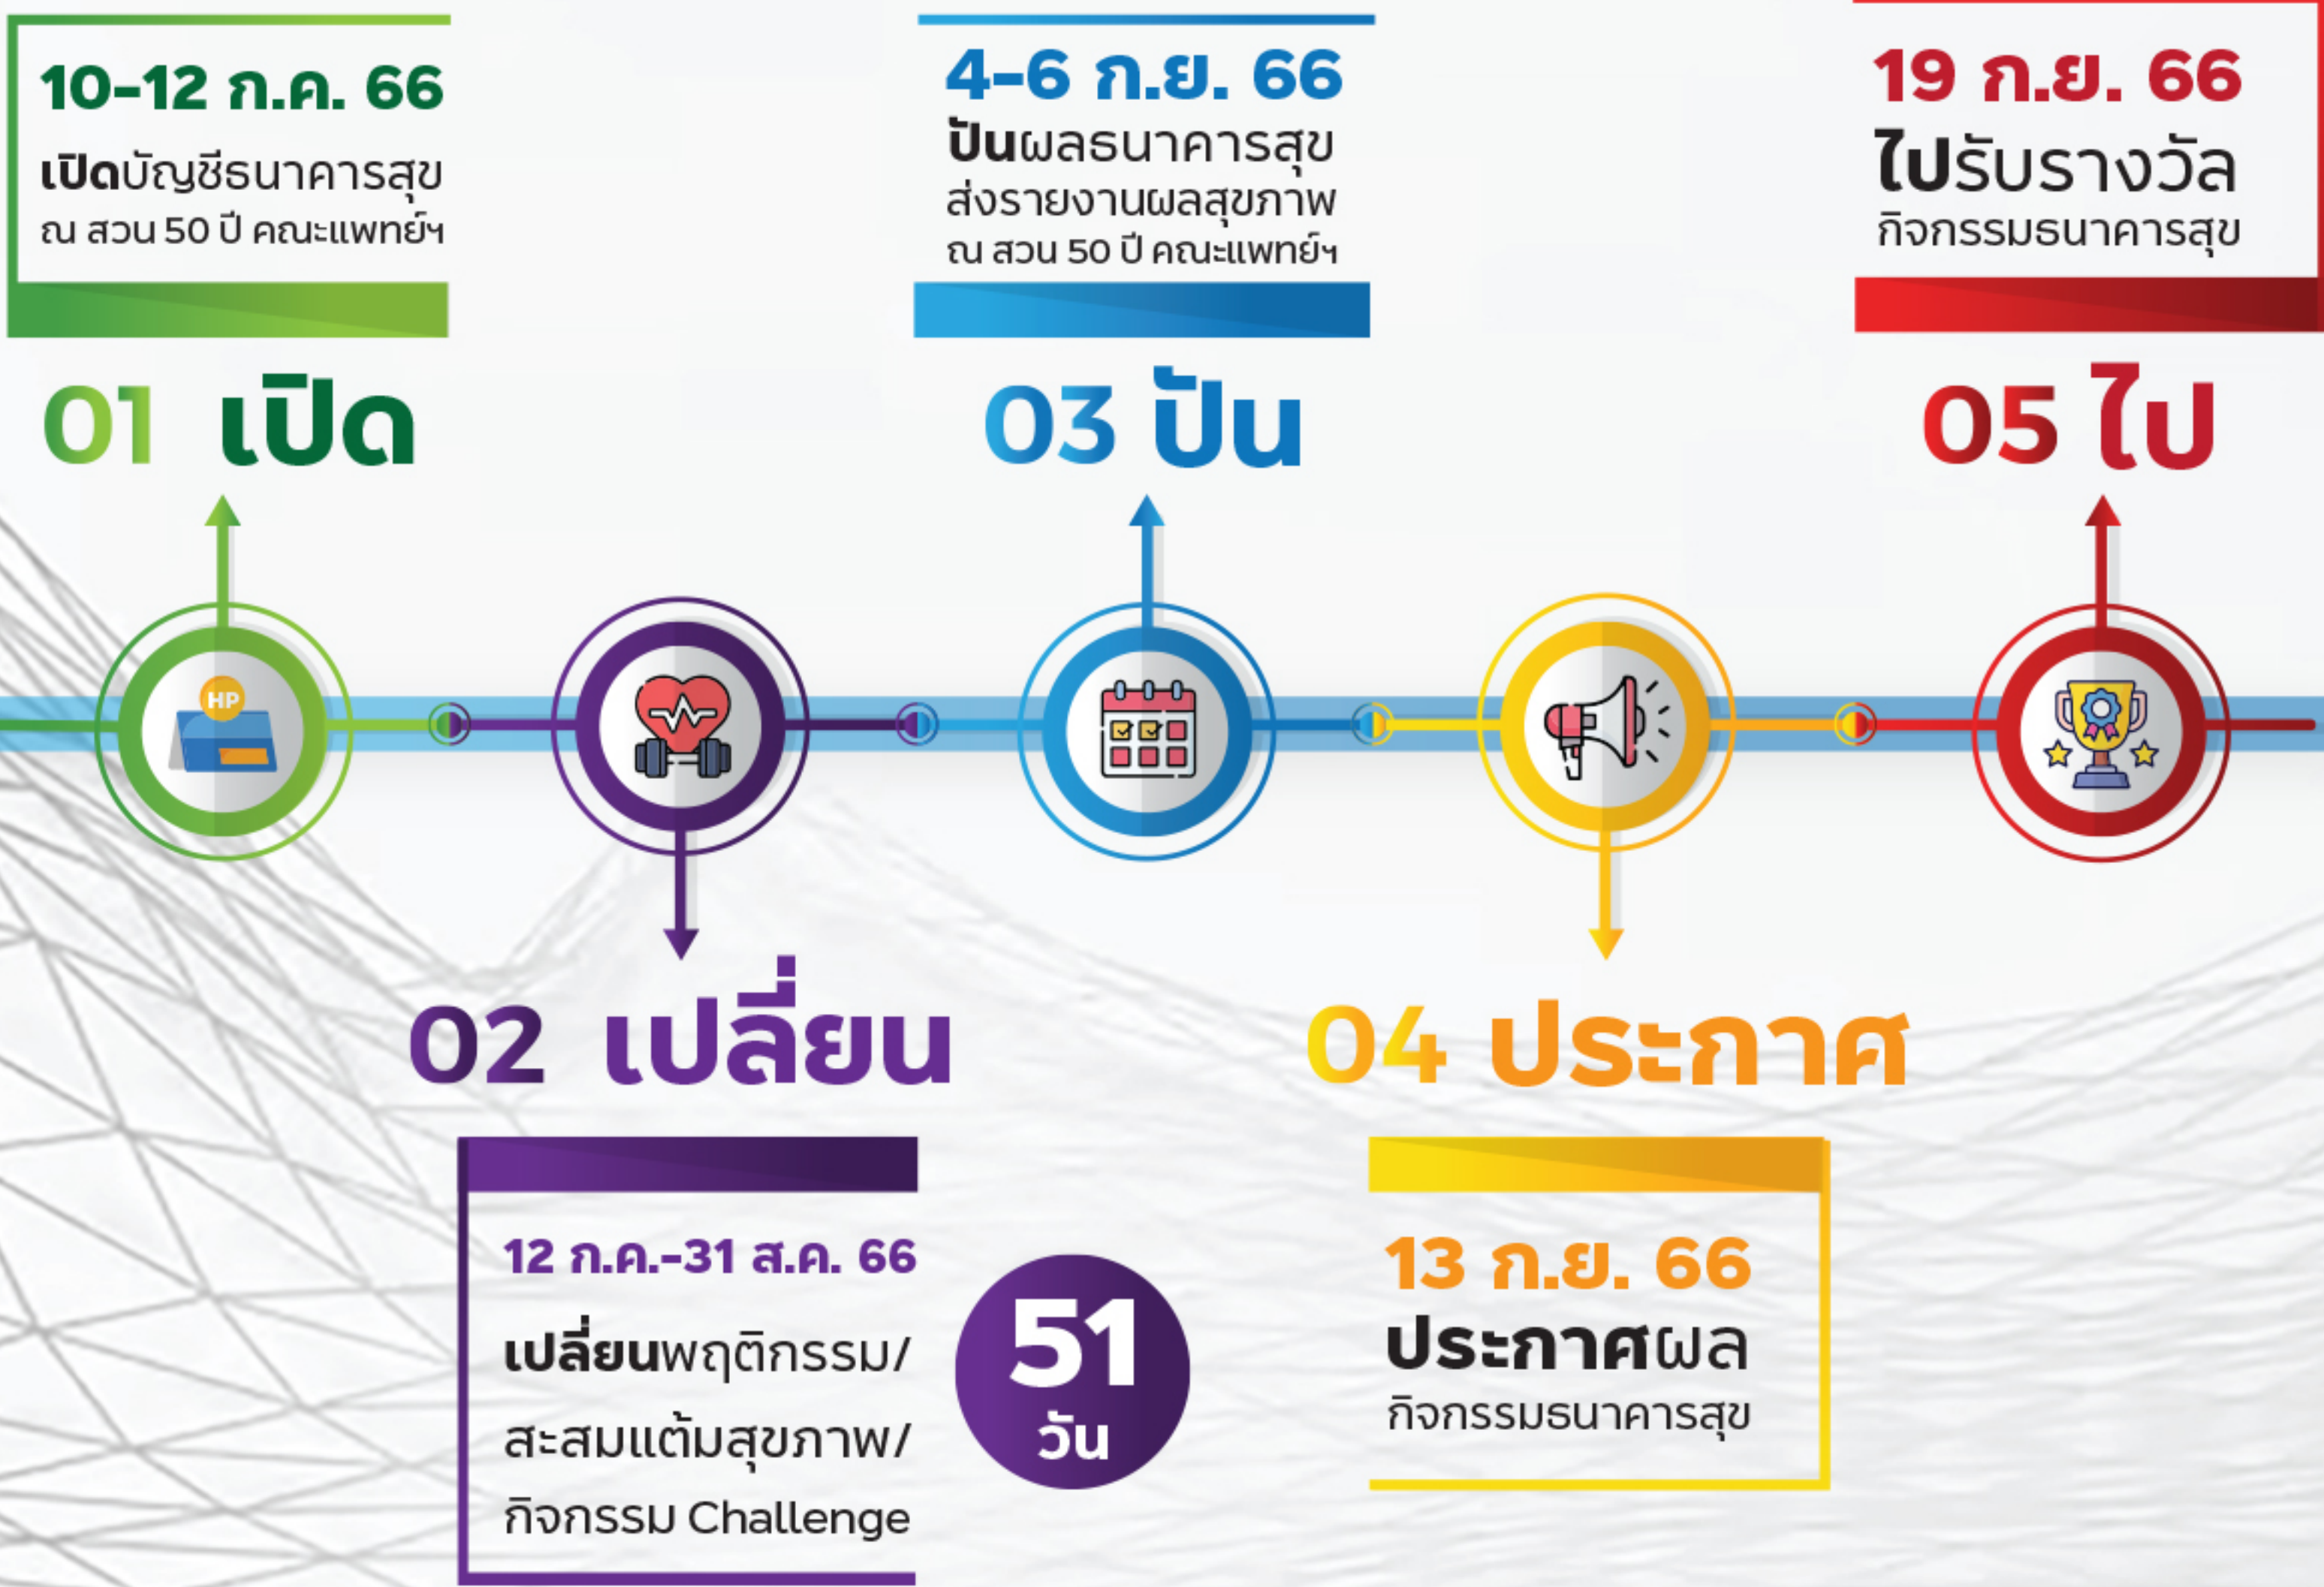 10-12 ก.ค. 66
เปิดบัญชีธนาคารสุข
ณ สวน 50 ปี คณะแพทย์ฯ
01 เปิด
HP
02 เปลี่ยน
12 ก.ค.-31 ส.ค. 66
เปลี่ยนพฤติกรรม/
สะสมแต้มสุขภาพ/
กิจกรรม Challenge
51
วัน
4-6 ก.ย. 66
ปันผลธนาคารสุข
ส่งรายงานผลสุขภาพ
ณ สวน 50 ปี คณะแพทย์ฯ
03 ปัน
04 ประกาศ
13 ก.ย. 66
ประกาศผล
กิจกรรมธนาคารสุข
19 ก.ย. 66
ไปรับรางวัล
กิจกรรมธนาคารสุข
05 ไป